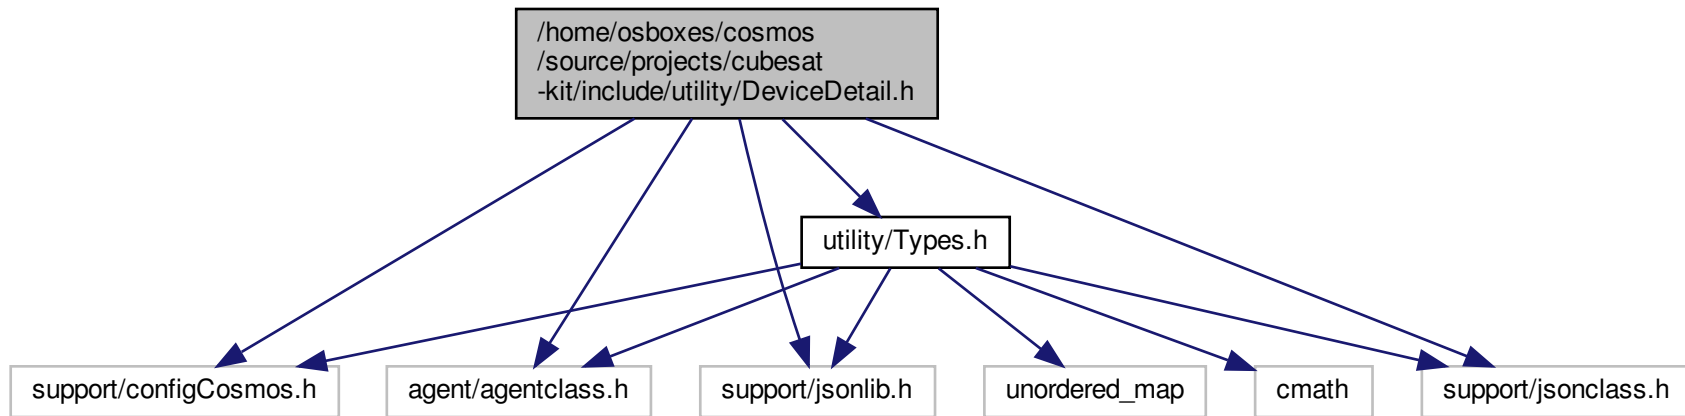 /home/osboxes/cosmos
/source/projects/cubesat
-kit/include/utility/DeviceDetail.h
utility/Types.h
support/configCosmos.h
agent/agentclass.h
support/jsonlib.h
unordered_map
cmath
support/jsonclass.h